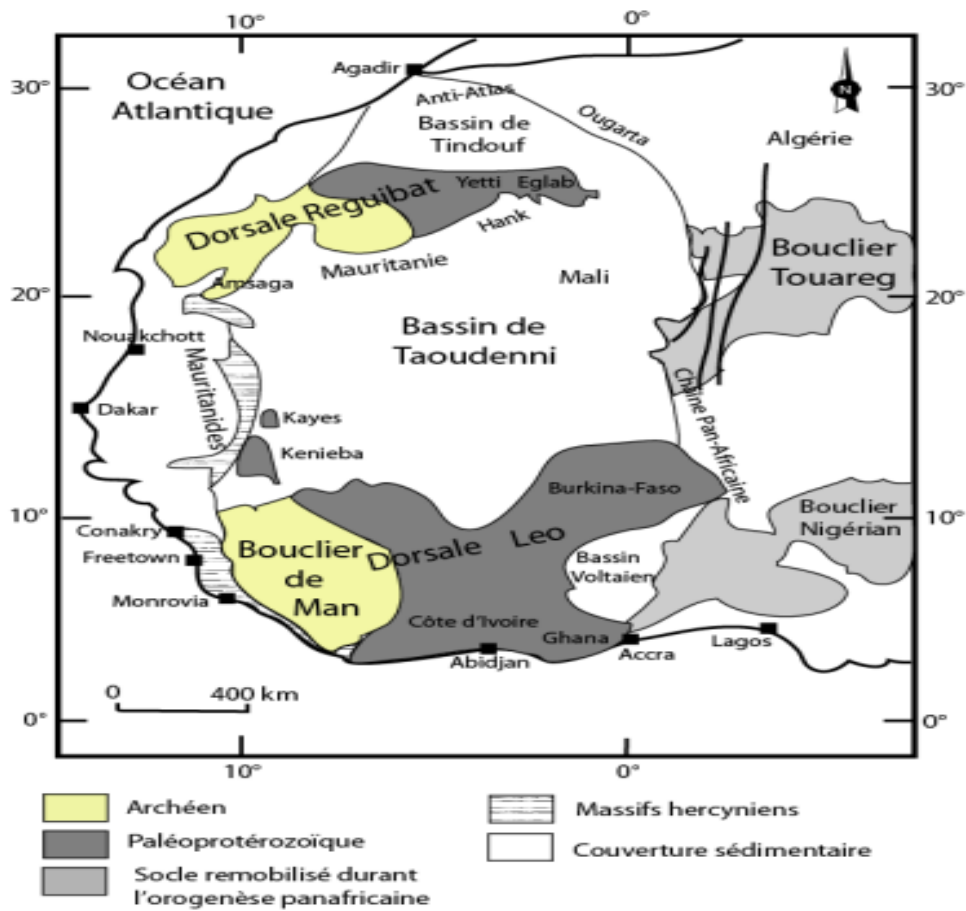 10°
0°
Océan
Atlantique
Agadir
30°
30°
Anti-Atlas
Bassin de
Tindouf
Ougarta
Algérie
N
Dorsale Reguibat
Yetti Eglab
Hank
Mauritanie
Amsaga
Mali
Bouclier
Touareg
20°
20°
Nouakchott
Bassin de
Taoudenni
Mauritanides
Dakar
Kayes
Kenieba
Chaîne Pan-Africaine
Burkina-Faso
Bouclier
Nigérian
10°
10°
Conakry
Freetown
Monrovia
Bouclier
de
Man
Dorsale Leo
Bassin
Voltaien
Côte d'Ivoire
Ghana
Abidjan
Accra
Lagos
0 400 km
0°
0°
10°
0°
Archéen
Paléoprotérozoïque
Socle remobilisé durant
l'orogenèse panafricaine
Massifs hercyniens
Couverture sédimentaire